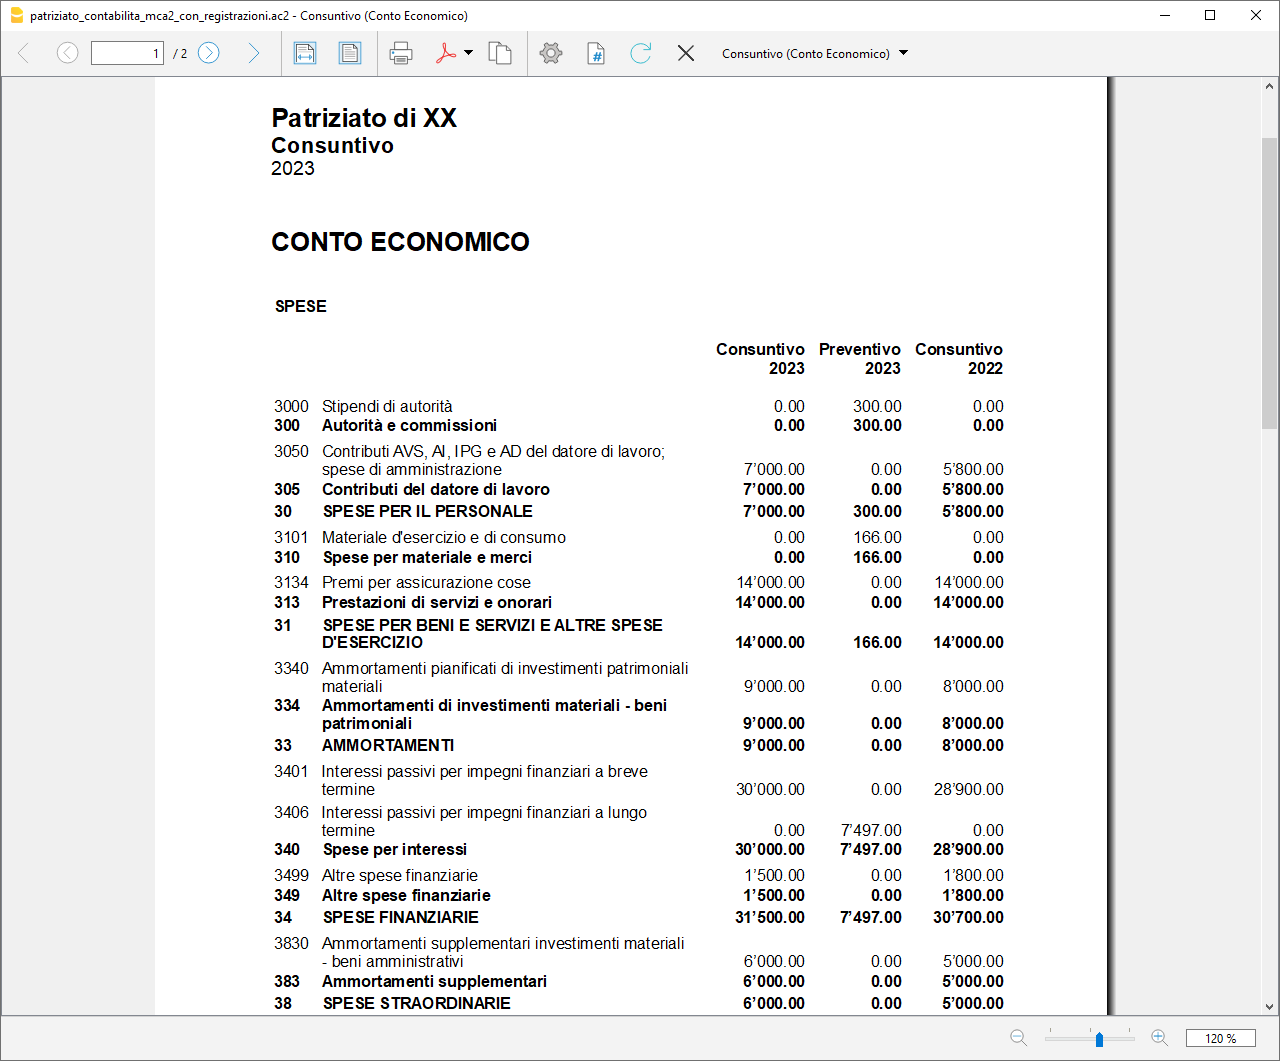 patriziato_contabilita_mca2_con_registrazioni.ac2 - Consuntivo (Conto Economico)
1 / 2 Consuntivo (Conto Economico)
Patriziato di XX
Consuntivo
2023
CONTO ECONOMICO
SPESE
Consuntivo Preventivo Consuntivo
2023 2023 2022
3000 Stipendi di autorità 0.00 300.00 0.00
300 Autorità e commissioni 0.00 300.00 0.00
3050 Contributi AVS, AI, IPG e AD del datore di lavoro;
spese di amministrazione 7'000.00 0.00 5'800.00
305 Contributi del datore di lavoro 7'000.00 0.00 5'800.00
30 SPESE PER IL PERSONALE 7'000.00 300.00 5'800.00
3101 Materiale d'esercizio e di consumo 0.00 166.00 0.00
310 Spese per materiale e merci 0.00 166.00 0.00
3134 Premi per assicurazione cose 14'000.00 0.00 14'000.00
313 Prestazioni di servizi e onorari 14'000.00 0.00 14'000.00
31 SPESE PER BENI E SERVIZI E ALTRE SPESE
D'ESERCIZIO 14'000.00 166.00 14'000.00
3340 Ammortamenti pianificati di investimenti patrimoniali
materiali 9'000.00 0.00 8'000.00
334 Ammortamenti di investimenti materiali - beni
patrimoniali 9'000.00 0.00 8'000.00
33 AMMORTAMENTI 9'000.00 0.00 8'000.00
3401 Interessi passivi per impegni finanziari a breve
termine 30'000.00 0.00 28'900.00
3406 Interessi passivi per impegni finanziari a lungo
termine 0.00 7'497.00 0.00
340 Spese per interessi 30'000.00 7'497.00 28'900.00
3499 Altre spese finanziarie 1'500.00 0.00 1'800.00
349 Altre spese finanziarie 1'500.00 0.00 1'800.00
34 SPESE FINANZIARIE 31'500.00 7'497.00 30'700.00
3830 Ammortamenti supplementari investimenti materiali
- beni amministrativi 6'000.00 0.00 5'000.00
383 Ammortamenti supplementari 6'000.00 0.00 5'000.00
38 SPESE STRAORDINARIE 6'000.00 0.00 5'000.00
120 %